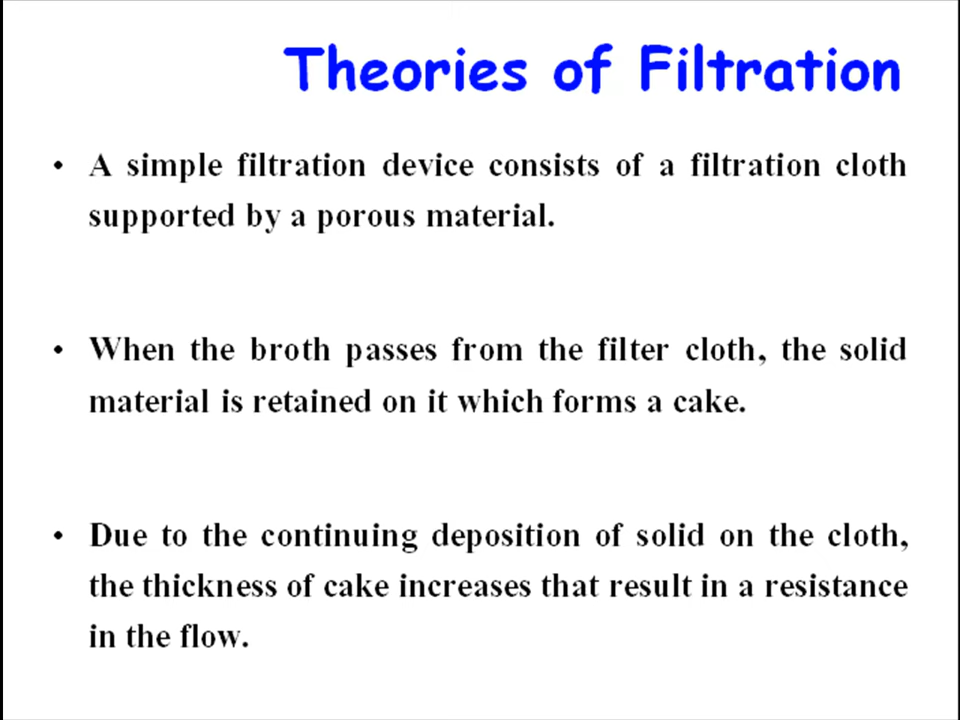 Theories of Filtration
• A simple filtration device consists of a filtration cloth
supported by a porous material.
• When the broth passes from the filter cloth, the solid
material is retained on it which forms a cake.
• Due to the continuing deposition of solid on the cloth,
the thickness of cake increases that result in a resistance
in the flow.